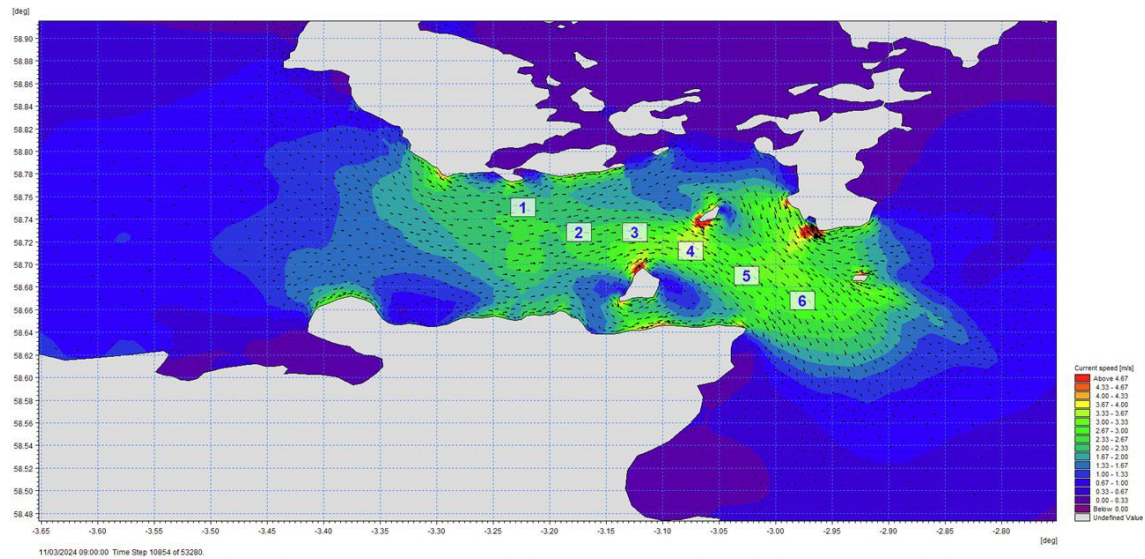 [deg]
58.90
58.88
58.86
58.84
58.82
58.80
58.78
58.76
58.74
58.72
58.70
58.68
58.66
58.64
58.62
58.60
58.58
58.56
58.54
58.52
58.50
58.48
1
2
3
4
5
6
-3.65 -3.60 -3.55 -3.50 -3.45 -3.40 -3.35 -3.30 -3.25 -3.20 -3.15 -3.10 -3.05 -3.00 -2.95 -2.90 -2.85 -2.80
[deg]
11/03/2024 09:00:00 Time Step 10854 of 53280.
Current speed [m/s]
Above 4.67
4.33 - 4.67
4.00 - 4.33
3.67 - 4.00
3.33 - 3.67
3.00 - 3.33
2.67 - 3.00
2.33 - 2.67
2.00 - 2.33
1.67 - 2.00
1.33 - 1.67
1.00 - 1.33
0.67 - 1.00
0.33 - 0.67
0.00 - 0.33
Below 0.00
Undefined Value